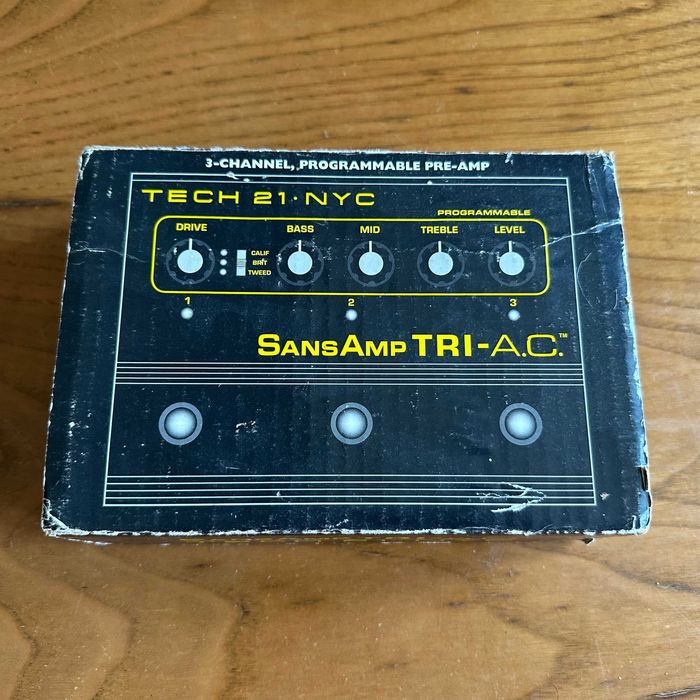 3-CHANNEL, PROGRAMMABLE PRE-AMP
TECH 21·NYC
PROGRAMMABLE
DRIVE BASS MID TREBLE LEVEL
CALIF
BRIT
TWEED
1 2 3
SANSAMP TRI-A.C.™